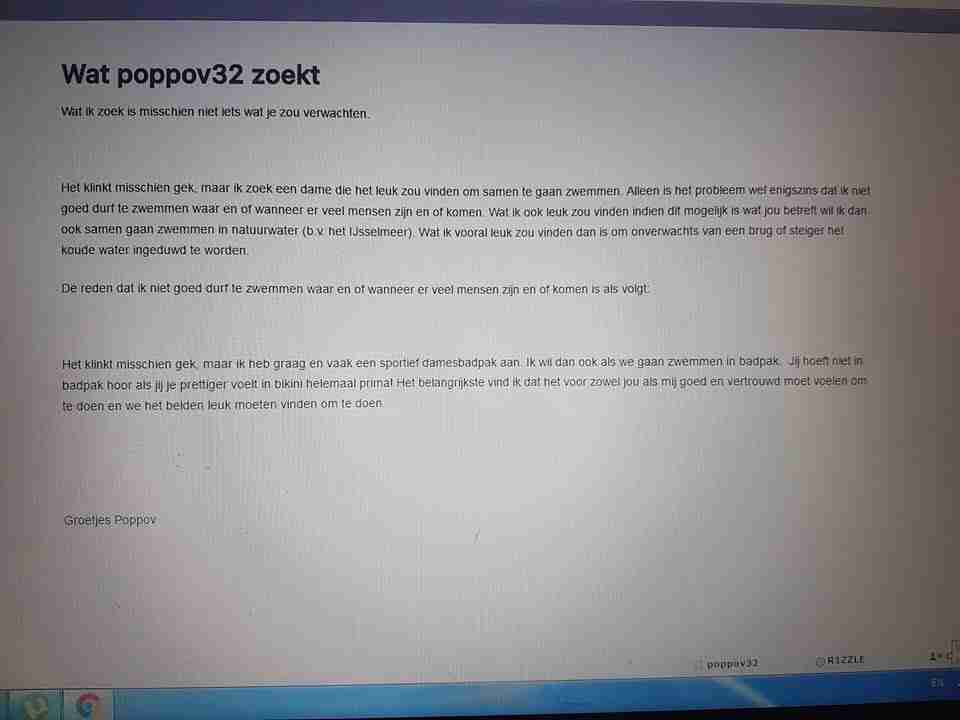 Wat poppov32 zoekt
Wat ik zoek is misschien niet iets wat je zou verwachten.
Het klinkt misschien gek, maar ik zoek een dame die het leuk zou vinden om samen te gaan zwemmen. Alleen is het probleem wel enigszins dat ik niet
goed durf te zwemmen waar en of wanneer er veel mensen zijn en of komen. Wat ik ook leuk zou vinden indien dit mogelijk is wat jou betreft wil ik dan
ook samen gaan zwemmen in natuurwater (b.v. het IJsselmeer). Wat ik vooral leuk zou vinden dan is om onverwachts van een brug of steiger het
koude water ingeduwd te worden.
De reden dat ik niet goed durf te zwemmen waar en of wanneer er veel mensen zijn en of komen is als volgt:
Het klinkt misschien gek, maar ik heb graag en vaak een sportief damesbadpak aan. Ik wil dan ook als we gaan zwemmen in badpak. Jij hoeft niet in
badpak hoor als jij je prettiger voelt in bikini helemaal prima! Het belangrijkste vind ik dat het voor zowel jou als mij goed en vertrouwd moet voelen om
te doen en we het beiden leuk moeten vinden om te doen.
Groetjes Poppov
poppov32
R1ZZLE
EN